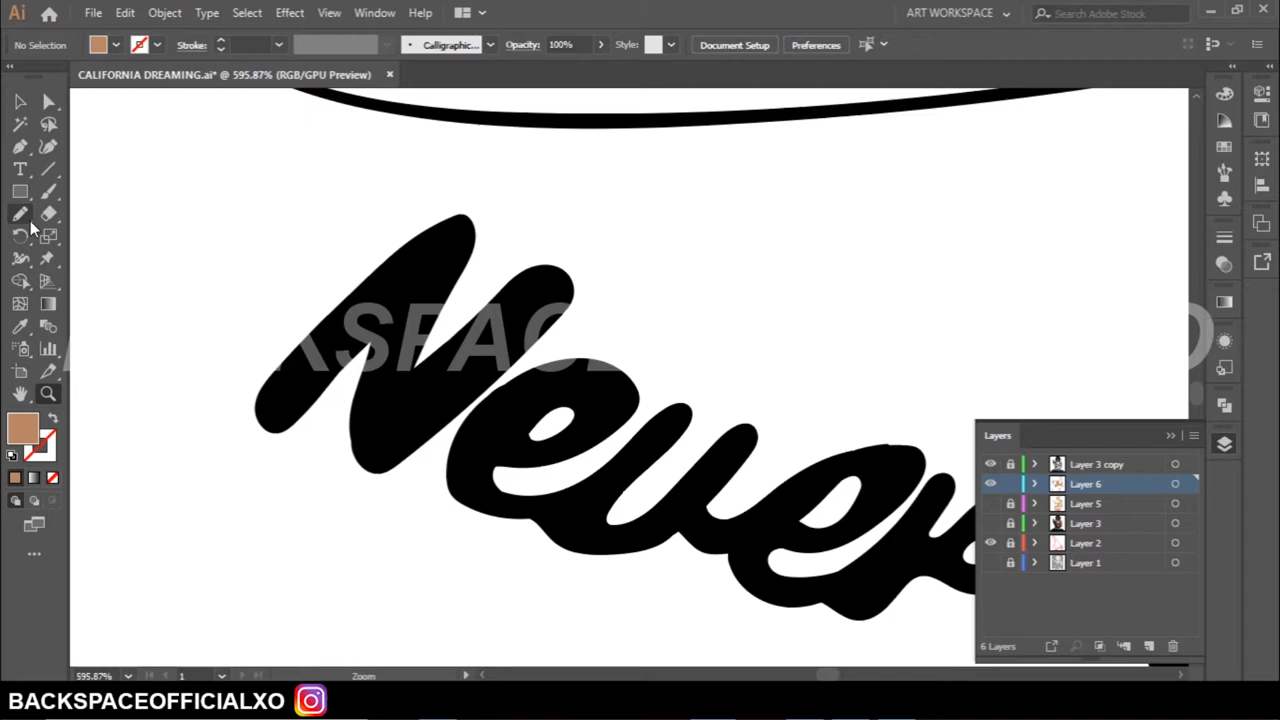 Ai File Edit Object Type Select Effect View Window Help ART WORKSPACE Search Adobe Stock
No Selection Stroke: Calligraphic... Opacity: 100% Style: Document Setup Preferences
CALIFORNIA DREAMING.ai* @ 595.87% (RGB/GPU Preview)
Never
Layers
Layer 3 copy
Layer 6
Layer 5
Layer 3
Layer 2
Layer 1
6 Layers
595.87% 1 Zoom
BACKSPACEOFFICIALXO